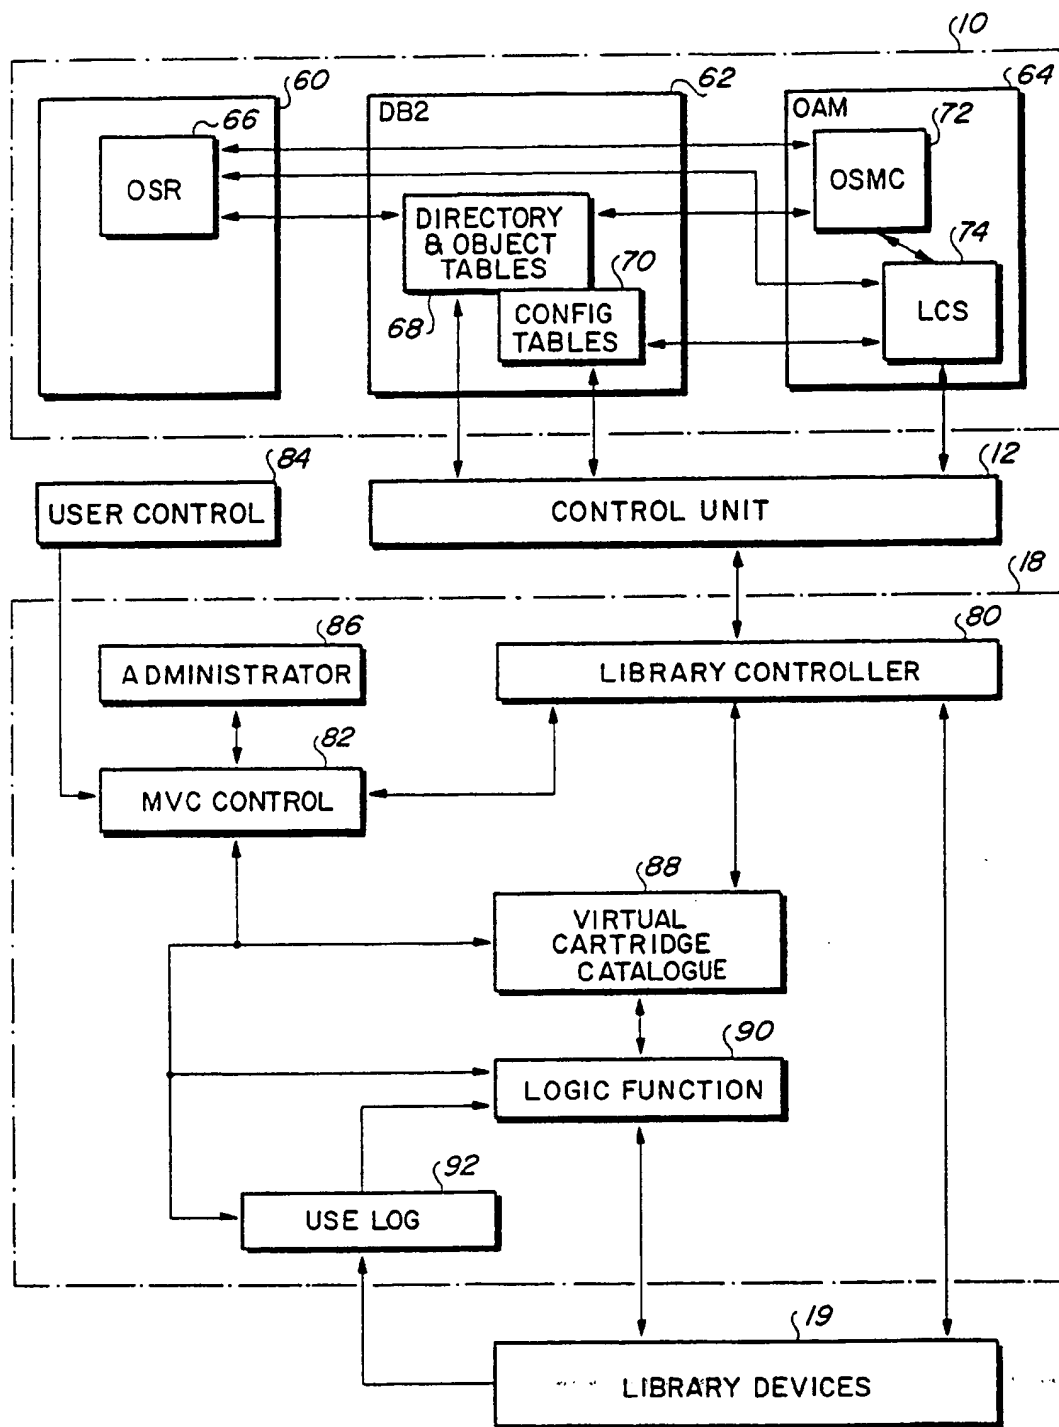 10
60
62
64
DB2
OAM
66
72
OSR
OSMC
DIRECTORY
& OBJECT
TABLES
70
74
68
CONFIG
TABLES
LCS
84
12
USER CONTROL
CONTROL UNIT
18
86
80
ADMINISTRATOR
LIBRARY CONTROLLER
82
MVC CONTROL
88
VIRTUAL
CARTRIDGE
CATALOGUE
90
LOGIC FUNCTION
92
USE LOG
19
LIBRARY DEVICES